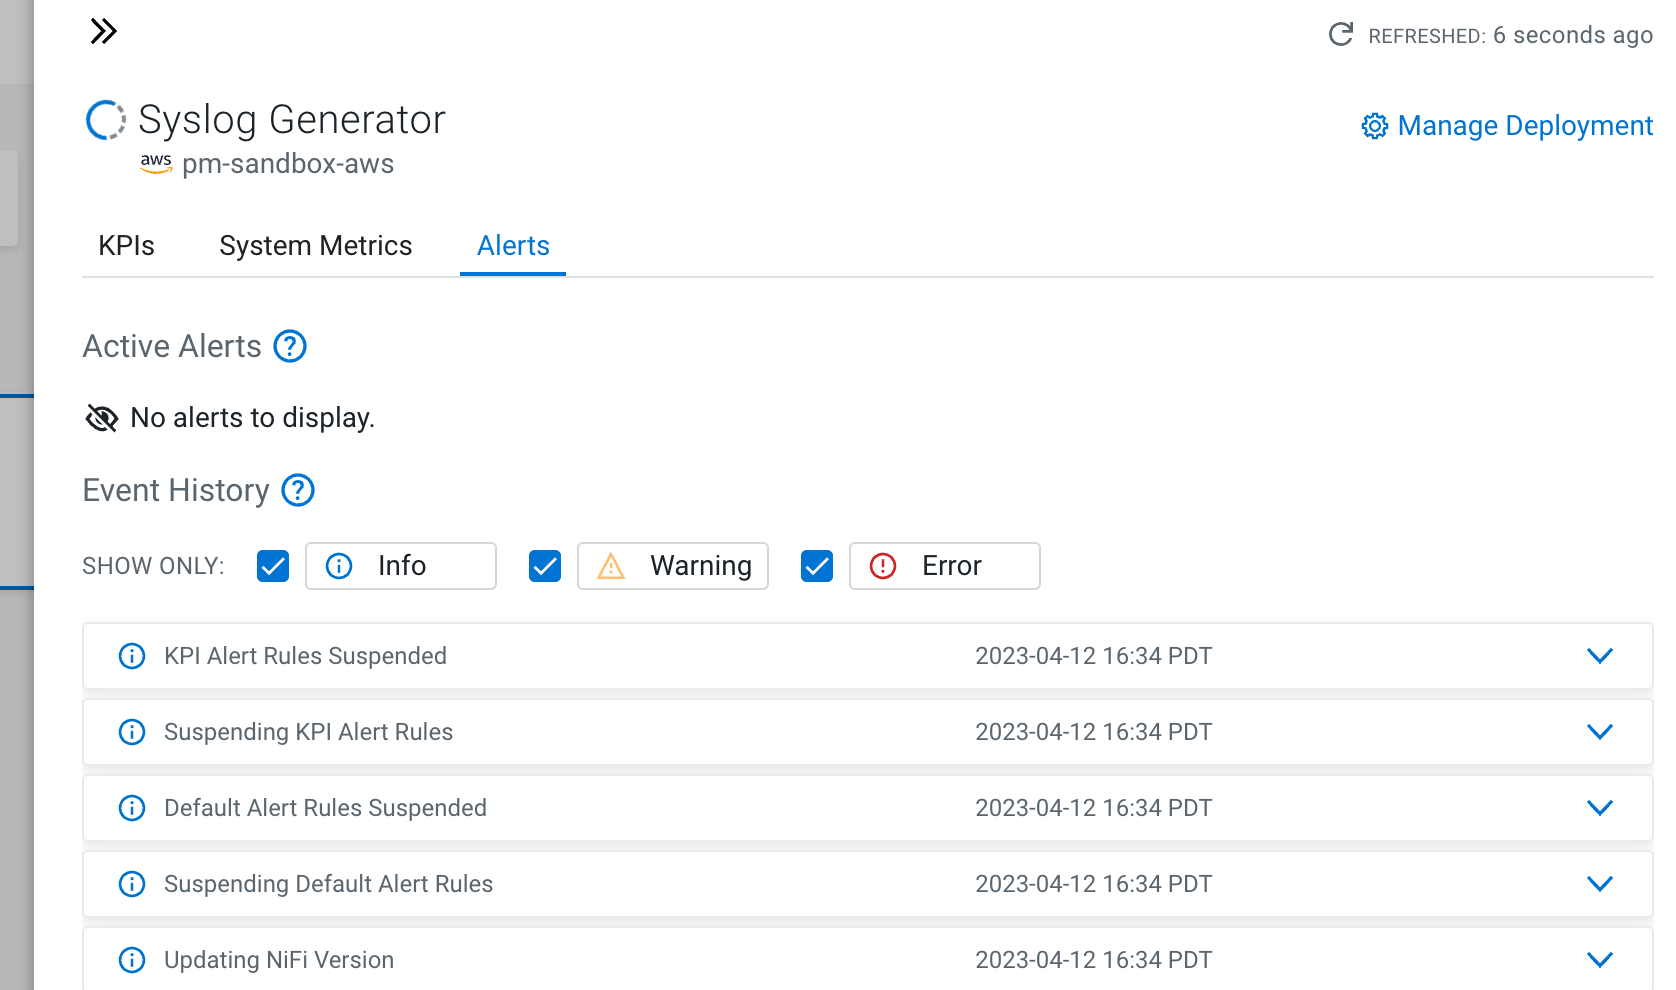 REFRESHED: 6 seconds ago
Syslog Generator
Manage Deployment
aws pm-sandbox-aws
KPIs System Metrics Alerts
Active Alerts ?
No alerts to display.
Event History ?
SHOW ONLY: Info Warning Error
KPI Alert Rules Suspended 2023-04-12 16:34 PDT
Suspending KPI Alert Rules 2023-04-12 16:34 PDT
Default Alert Rules Suspended 2023-04-12 16:34 PDT
Suspending Default Alert Rules 2023-04-12 16:34 PDT
Updating NiFi Version 2023-04-12 16:34 PDT